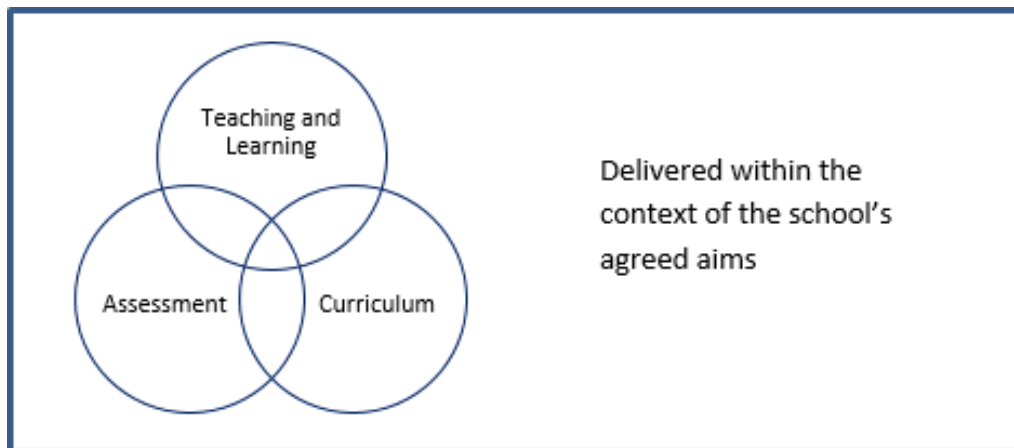 Teaching and
Learning
Assessment
Curriculum
Delivered within the
context of the school’s
agreed aims